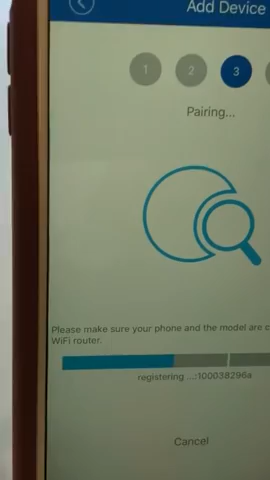 Add Device
1 2 3
Pairing...
Please make sure your phone and the model are
WiFi router.
registering ...:100038296a
Cancel